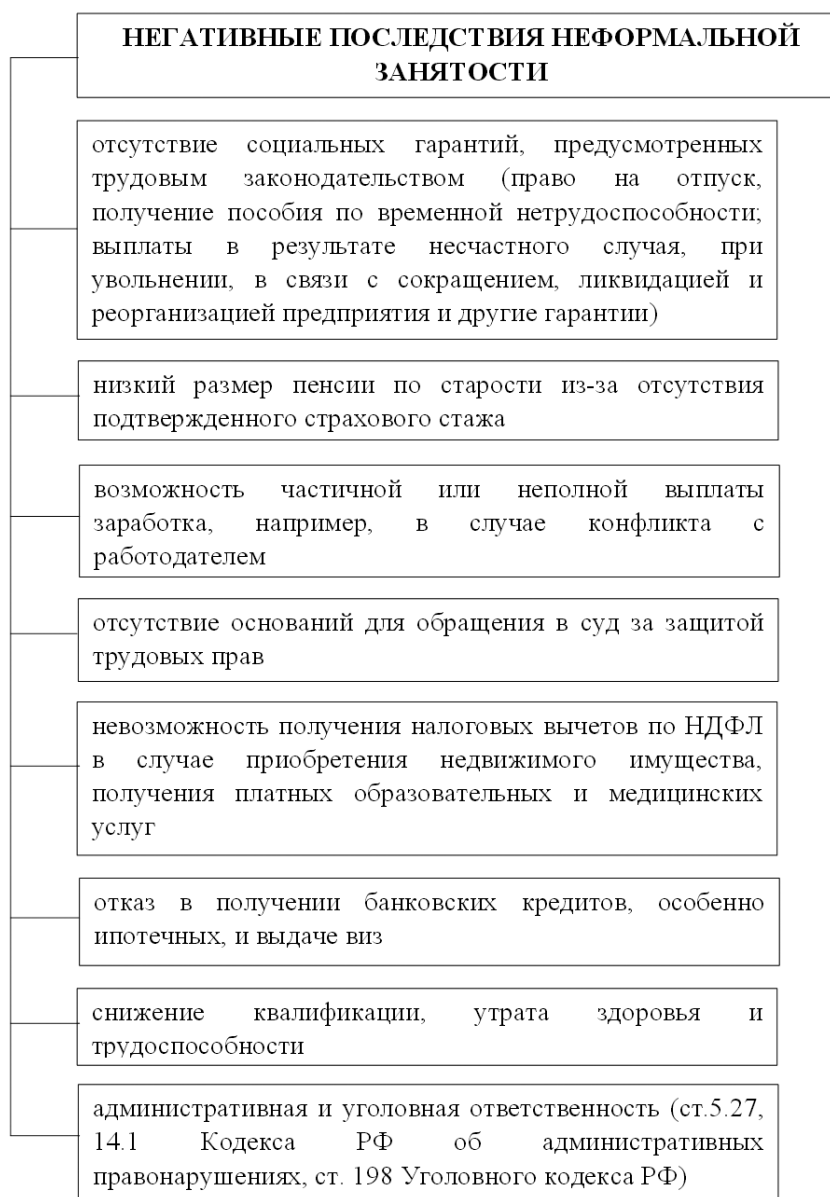 НЕГАТИВНЫЕ ПОСЛЕДСТВИЯ НЕФОРМАЛЬНОЙ
ЗАНЯТОСТИ
отсутствие социальных гарантий, предусмотренных
трудовым законодательством (право на отпуск,
получение пособия по временной нетрудоспособности;
выплаты в результате несчастного случая, при
увольнении, в связи с сокращением, ликвидацией и
реорганизацией предприятия и другие гарантии)
низкий размер пенсии по старости из-за отсутствия
подтвержденного страхового стажа
возможность частичной или неполной выплаты
заработка, например, в случае конфликта с
работодателем
отсутствие оснований для обращения в суд за защитой
трудовых прав
невозможность получения налоговых вычетов по НДФЛ
в случае приобретения недвижимого имущества,
получения платных образовательных и медицинских
услуг
отказ в получении банковских кредитов, особенно
ипотечных, и выдаче виз
снижение квалификации, утрата здоровья и
трудоспособности
административная и уголовная ответственность (ст.5.27,
14.1 Кодекса РФ об административных
правонарушениях, ст. 198 Уголовного кодекса РФ)